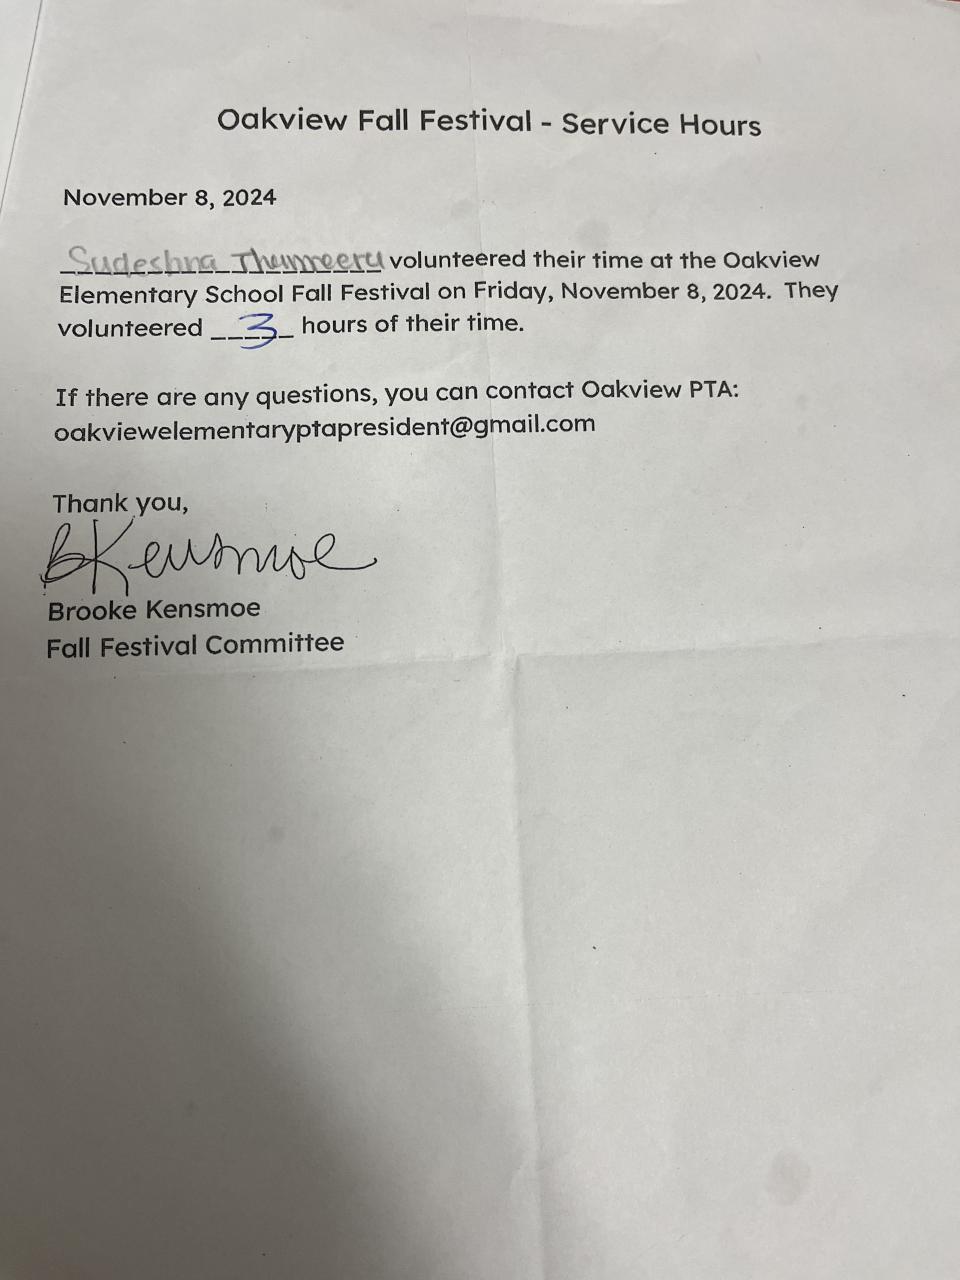 Oakview Fall Festival - Service Hours
November 8, 2024
Sudeshna Thumreeru volunteered their time at the Oakview
Elementary School Fall Festival on Friday, November 8, 2024. They
volunteered __3__ hours of their time.
If there are any questions, you can contact Oakview PTA:
oakviewelementaryptapresident@gmail.com
Thank you,
BKensmoe
Brooke Kensmoe
Fall Festival Committee